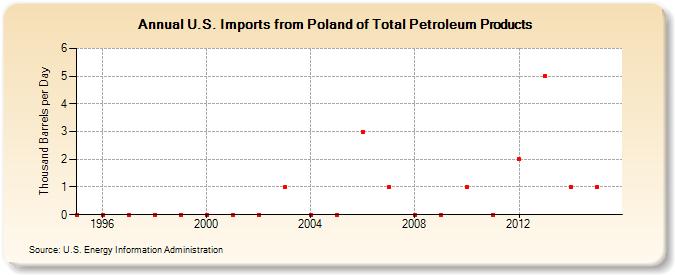 Annual U.S. Imports from Poland of Total Petroleum Products
Thousand Barrels per Day
6
5
4
3
2
1
0
1996 2000 2004 2008 2012
Source: U.S. Energy Information Administration